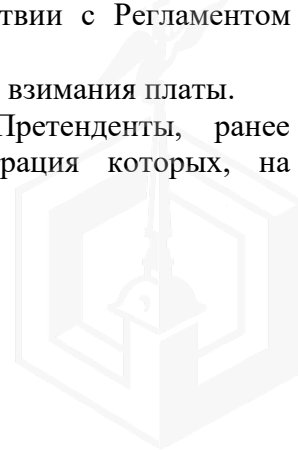 ствии с Регламентом
взимания платы.
Претенденты, ранее
рация которых, на